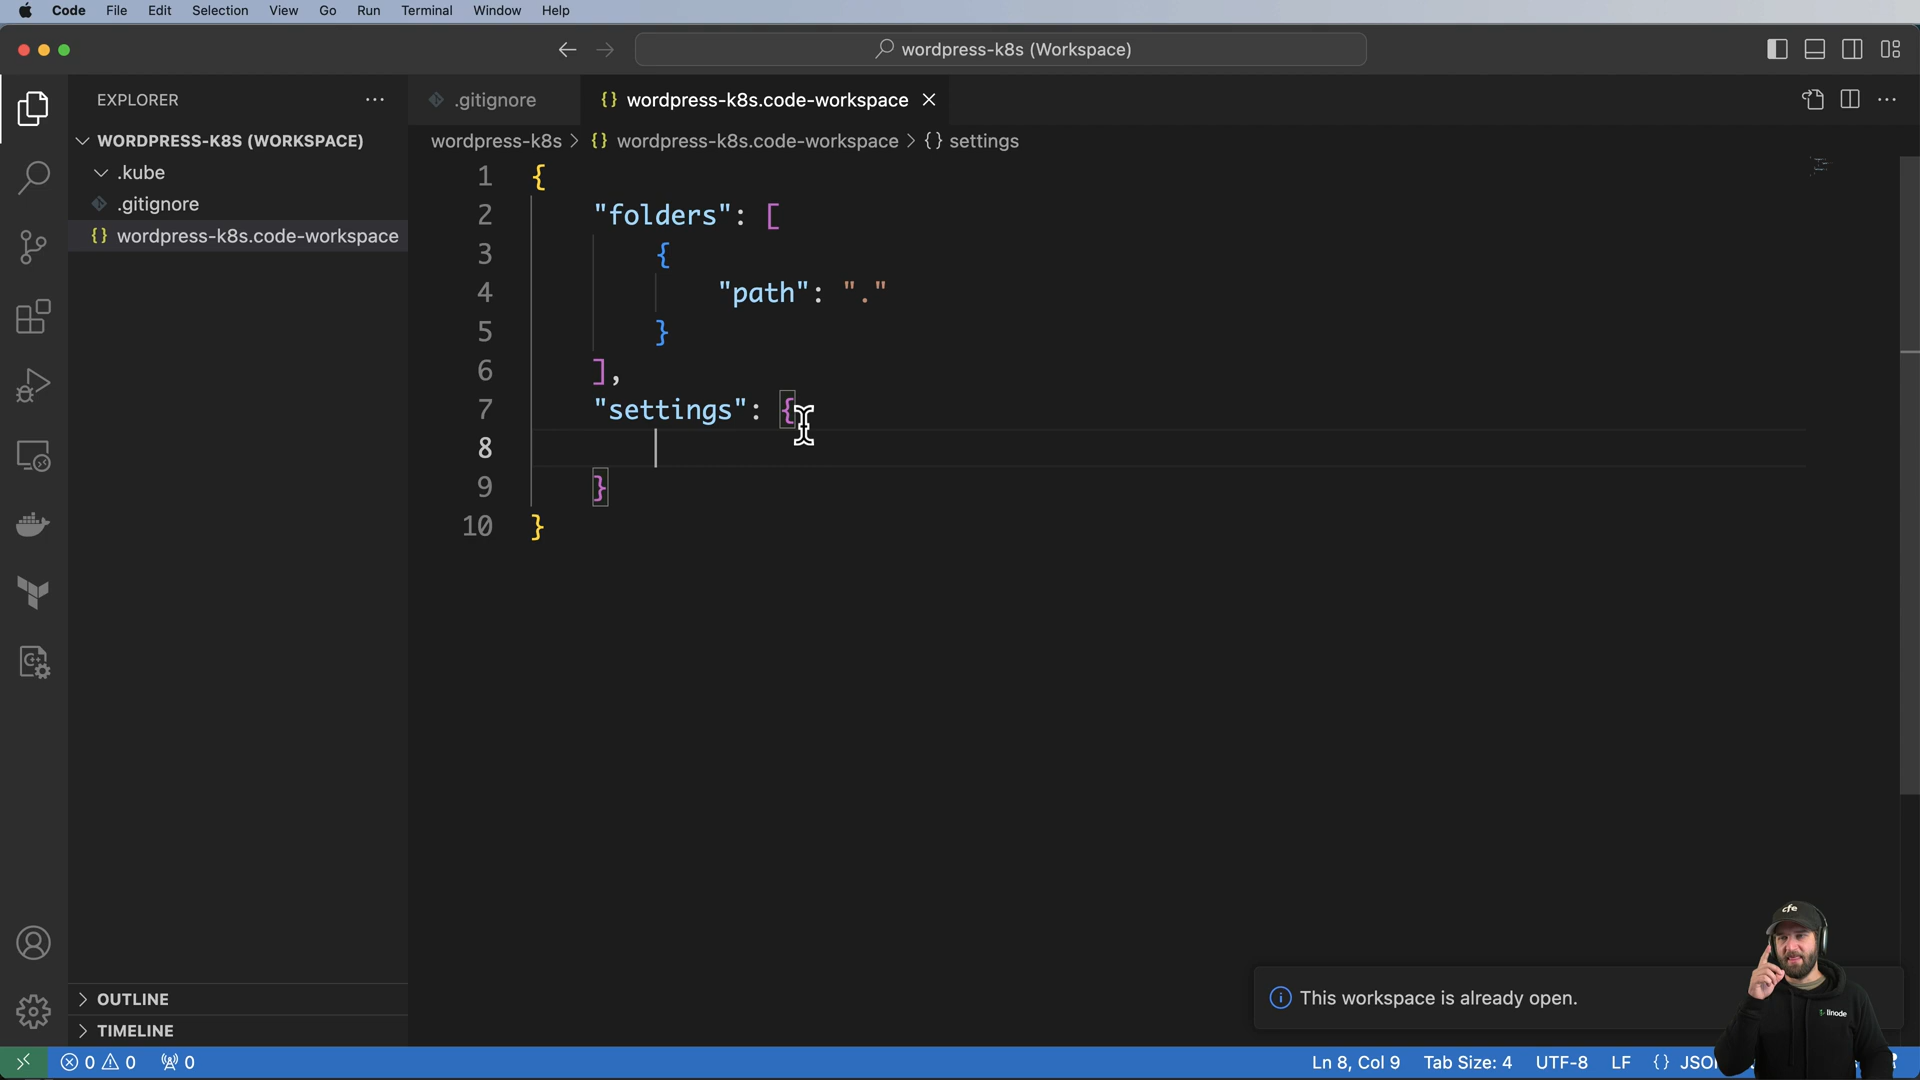 Code File Edit Selection View Go Run Terminal Window Help
wordpress-k8s (Workspace)
EXPLORER
.gitignore
wordpress-k8s.code-workspace
WORDPRESS-K8S (WORKSPACE)
wordpress-k8s > {} wordpress-k8s.code-workspace > {} settings
.kube
.gitignore
{} wordpress-k8s.code-workspace
1 {
2 "folders": [
3 {
4 "path": "."
5 }
6 ],
7 "settings": {
8
9 }
10 }
OUTLINE
TIMELINE
This workspace is already open.
cfe
linode
0 0 0
Ln 8, Col 9 Tab Size: 4 UTF-8 LF {}